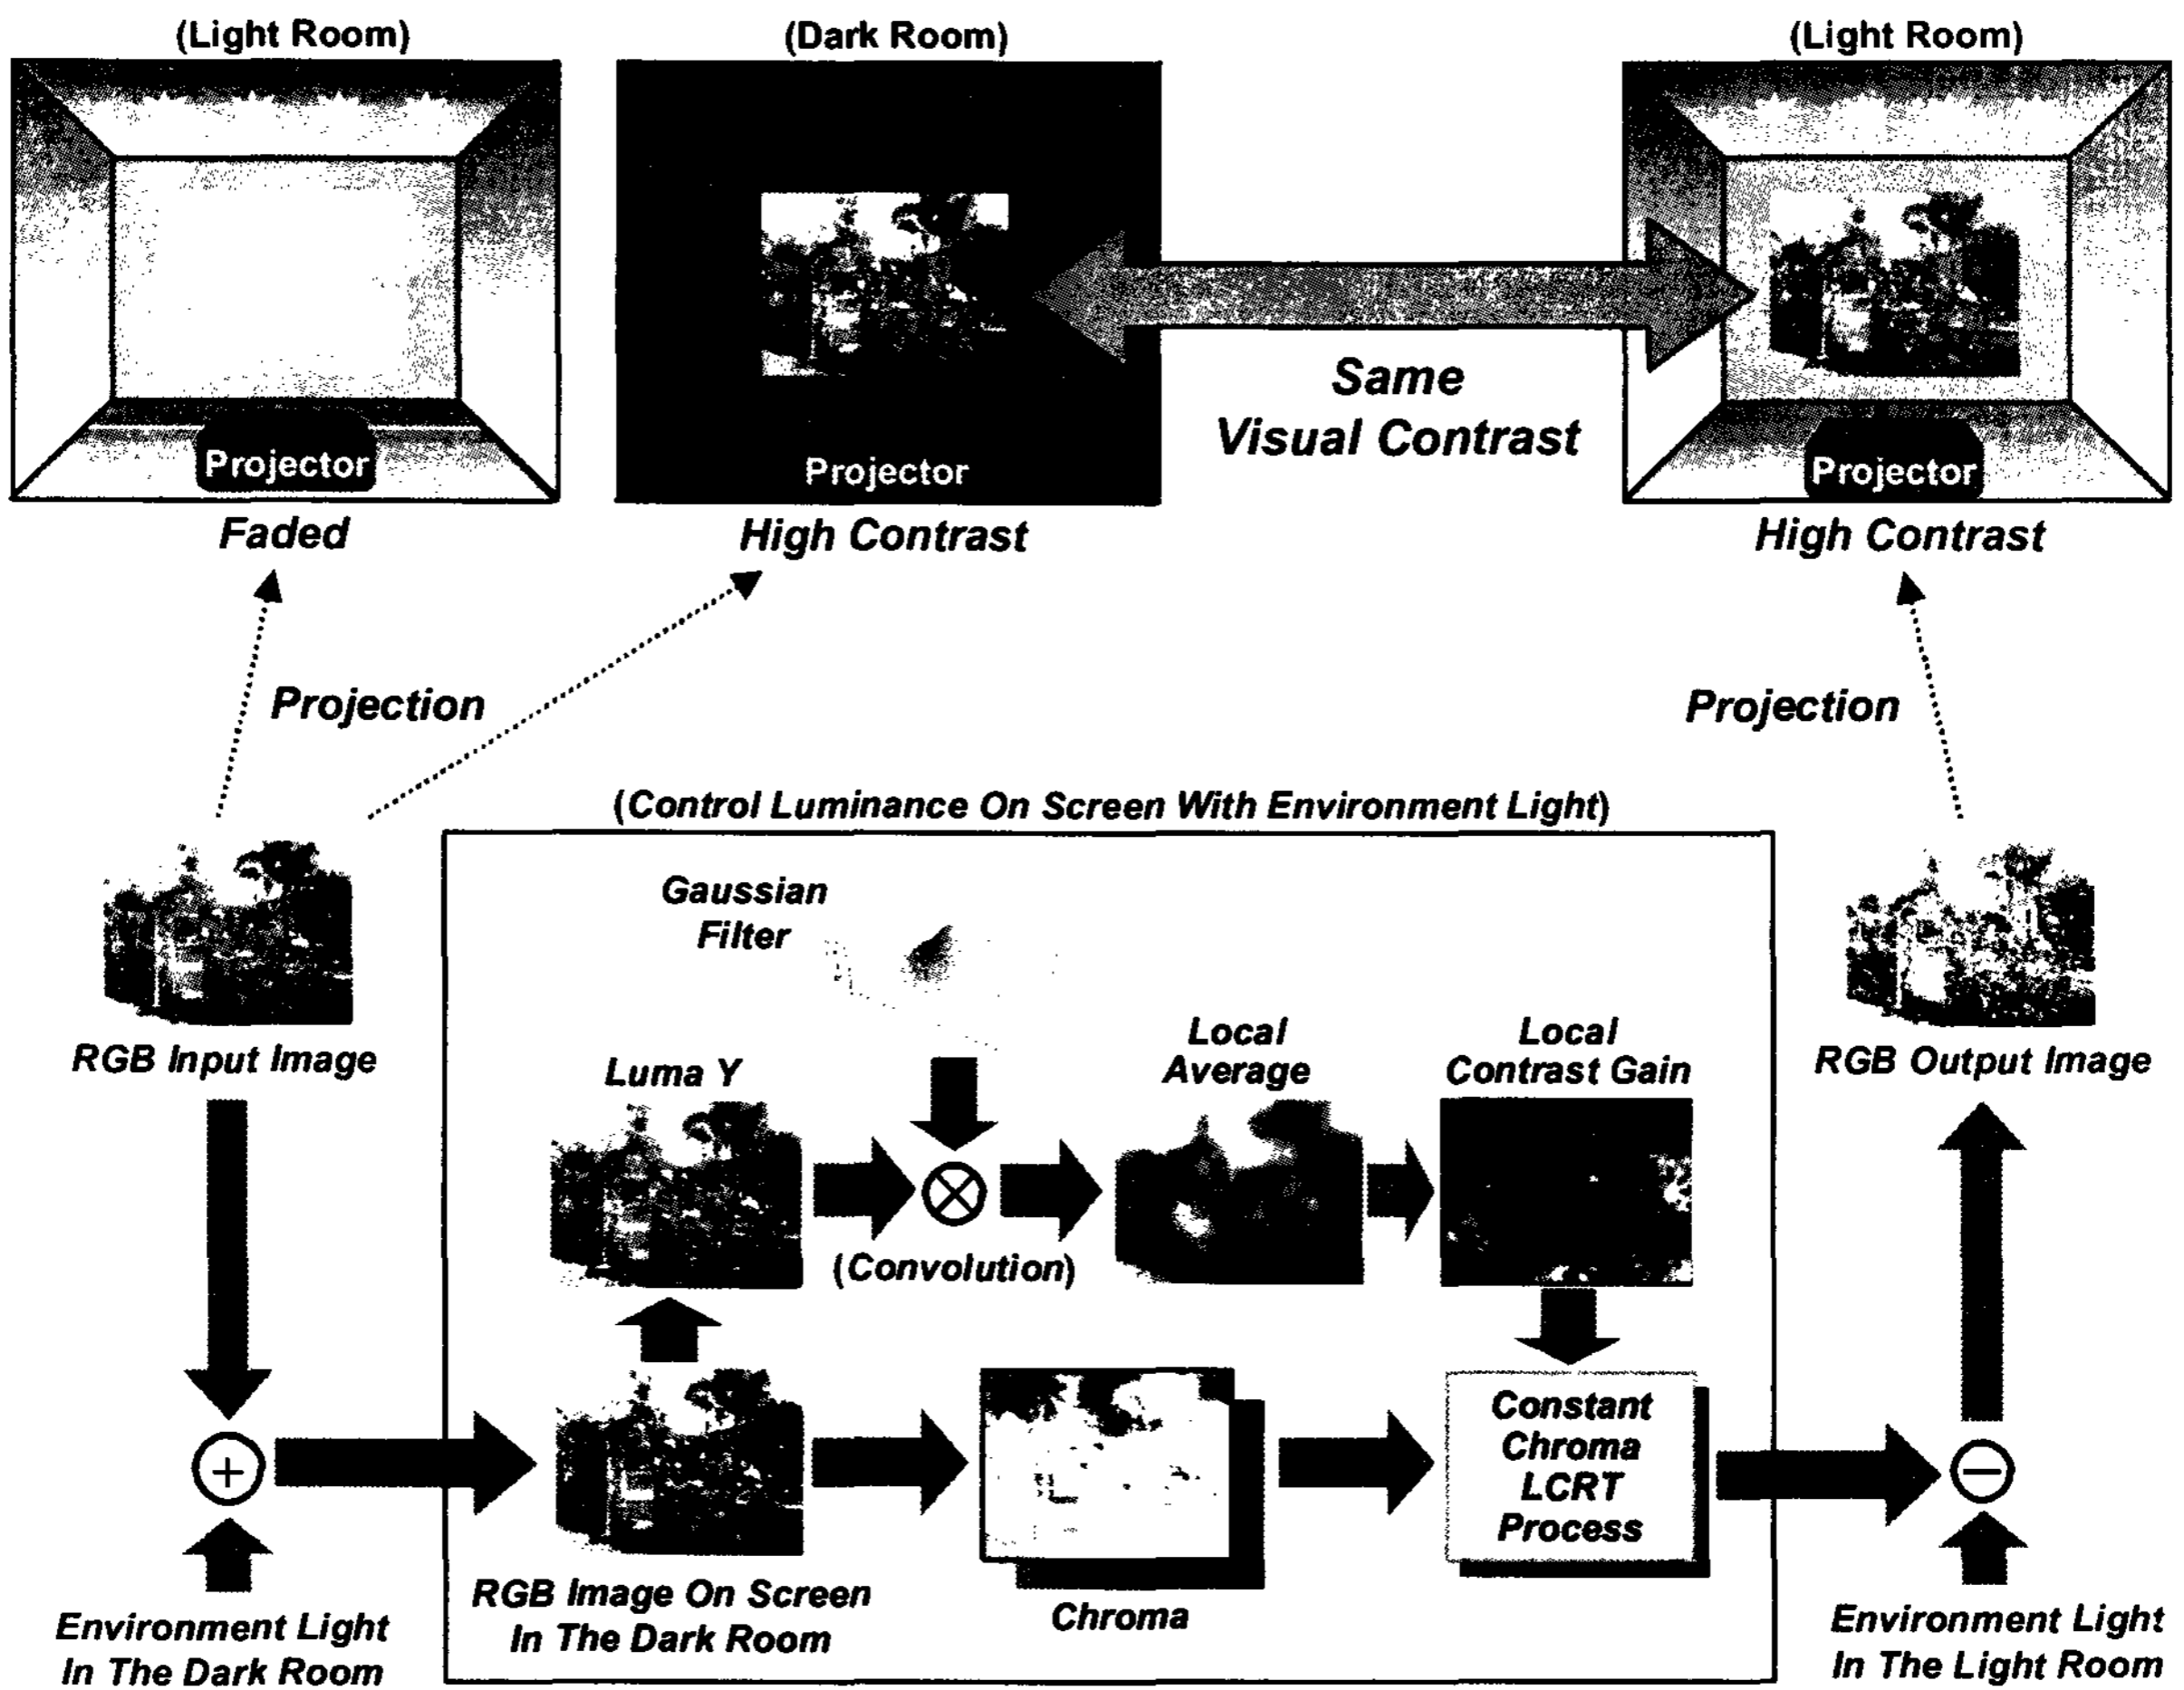 (Light Room)
(Dark Room)
(Light Room)
Projector
Projector
Projector
Same
Visual Contrast
Faded
High Contrast
High Contrast
Projection
Projection
(Control Luminance On Screen With Environment Light)
Gaussian
Filter
RGB Input Image
Luma Y
Local
Average
Local
Contrast Gain
RGB Output Image
(Convolution)
+
Constant
Chroma
LCRT
Process
−
RGB Image On Screen
In The Dark Room
Chroma
Environment Light
In The Dark Room
Environment Light
In The Light Room